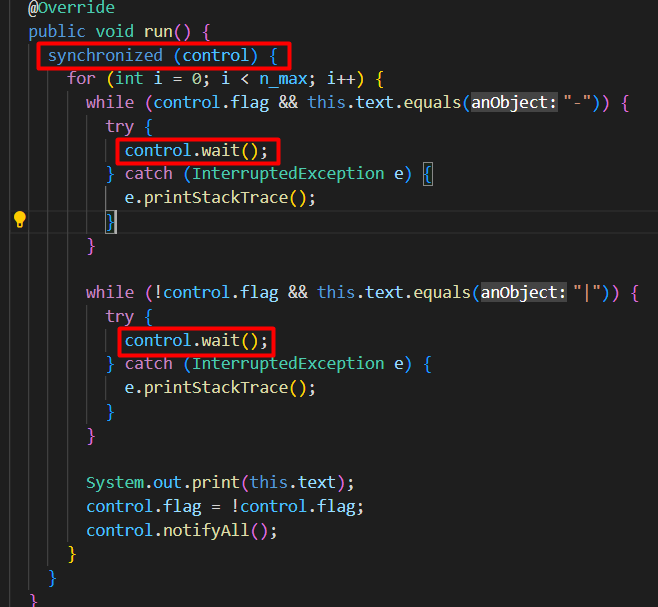 @Override
public void run() {
synchronized (control) {
for (int i = 0; i < n_max; i++) {
while (control.flag && this.text.equals(anObject: "-")) {
try {
control.wait();
} catch (InterruptedException e) {
e.printStackTrace();
}
}
while (!control.flag && this.text.equals(anObject: "|")) {
try {
control.wait();
} catch (InterruptedException e) {
e.printStackTrace();
}
}
System.out.print(this.text);
control.flag = !control.flag;
control.notifyAll();
}
}
}